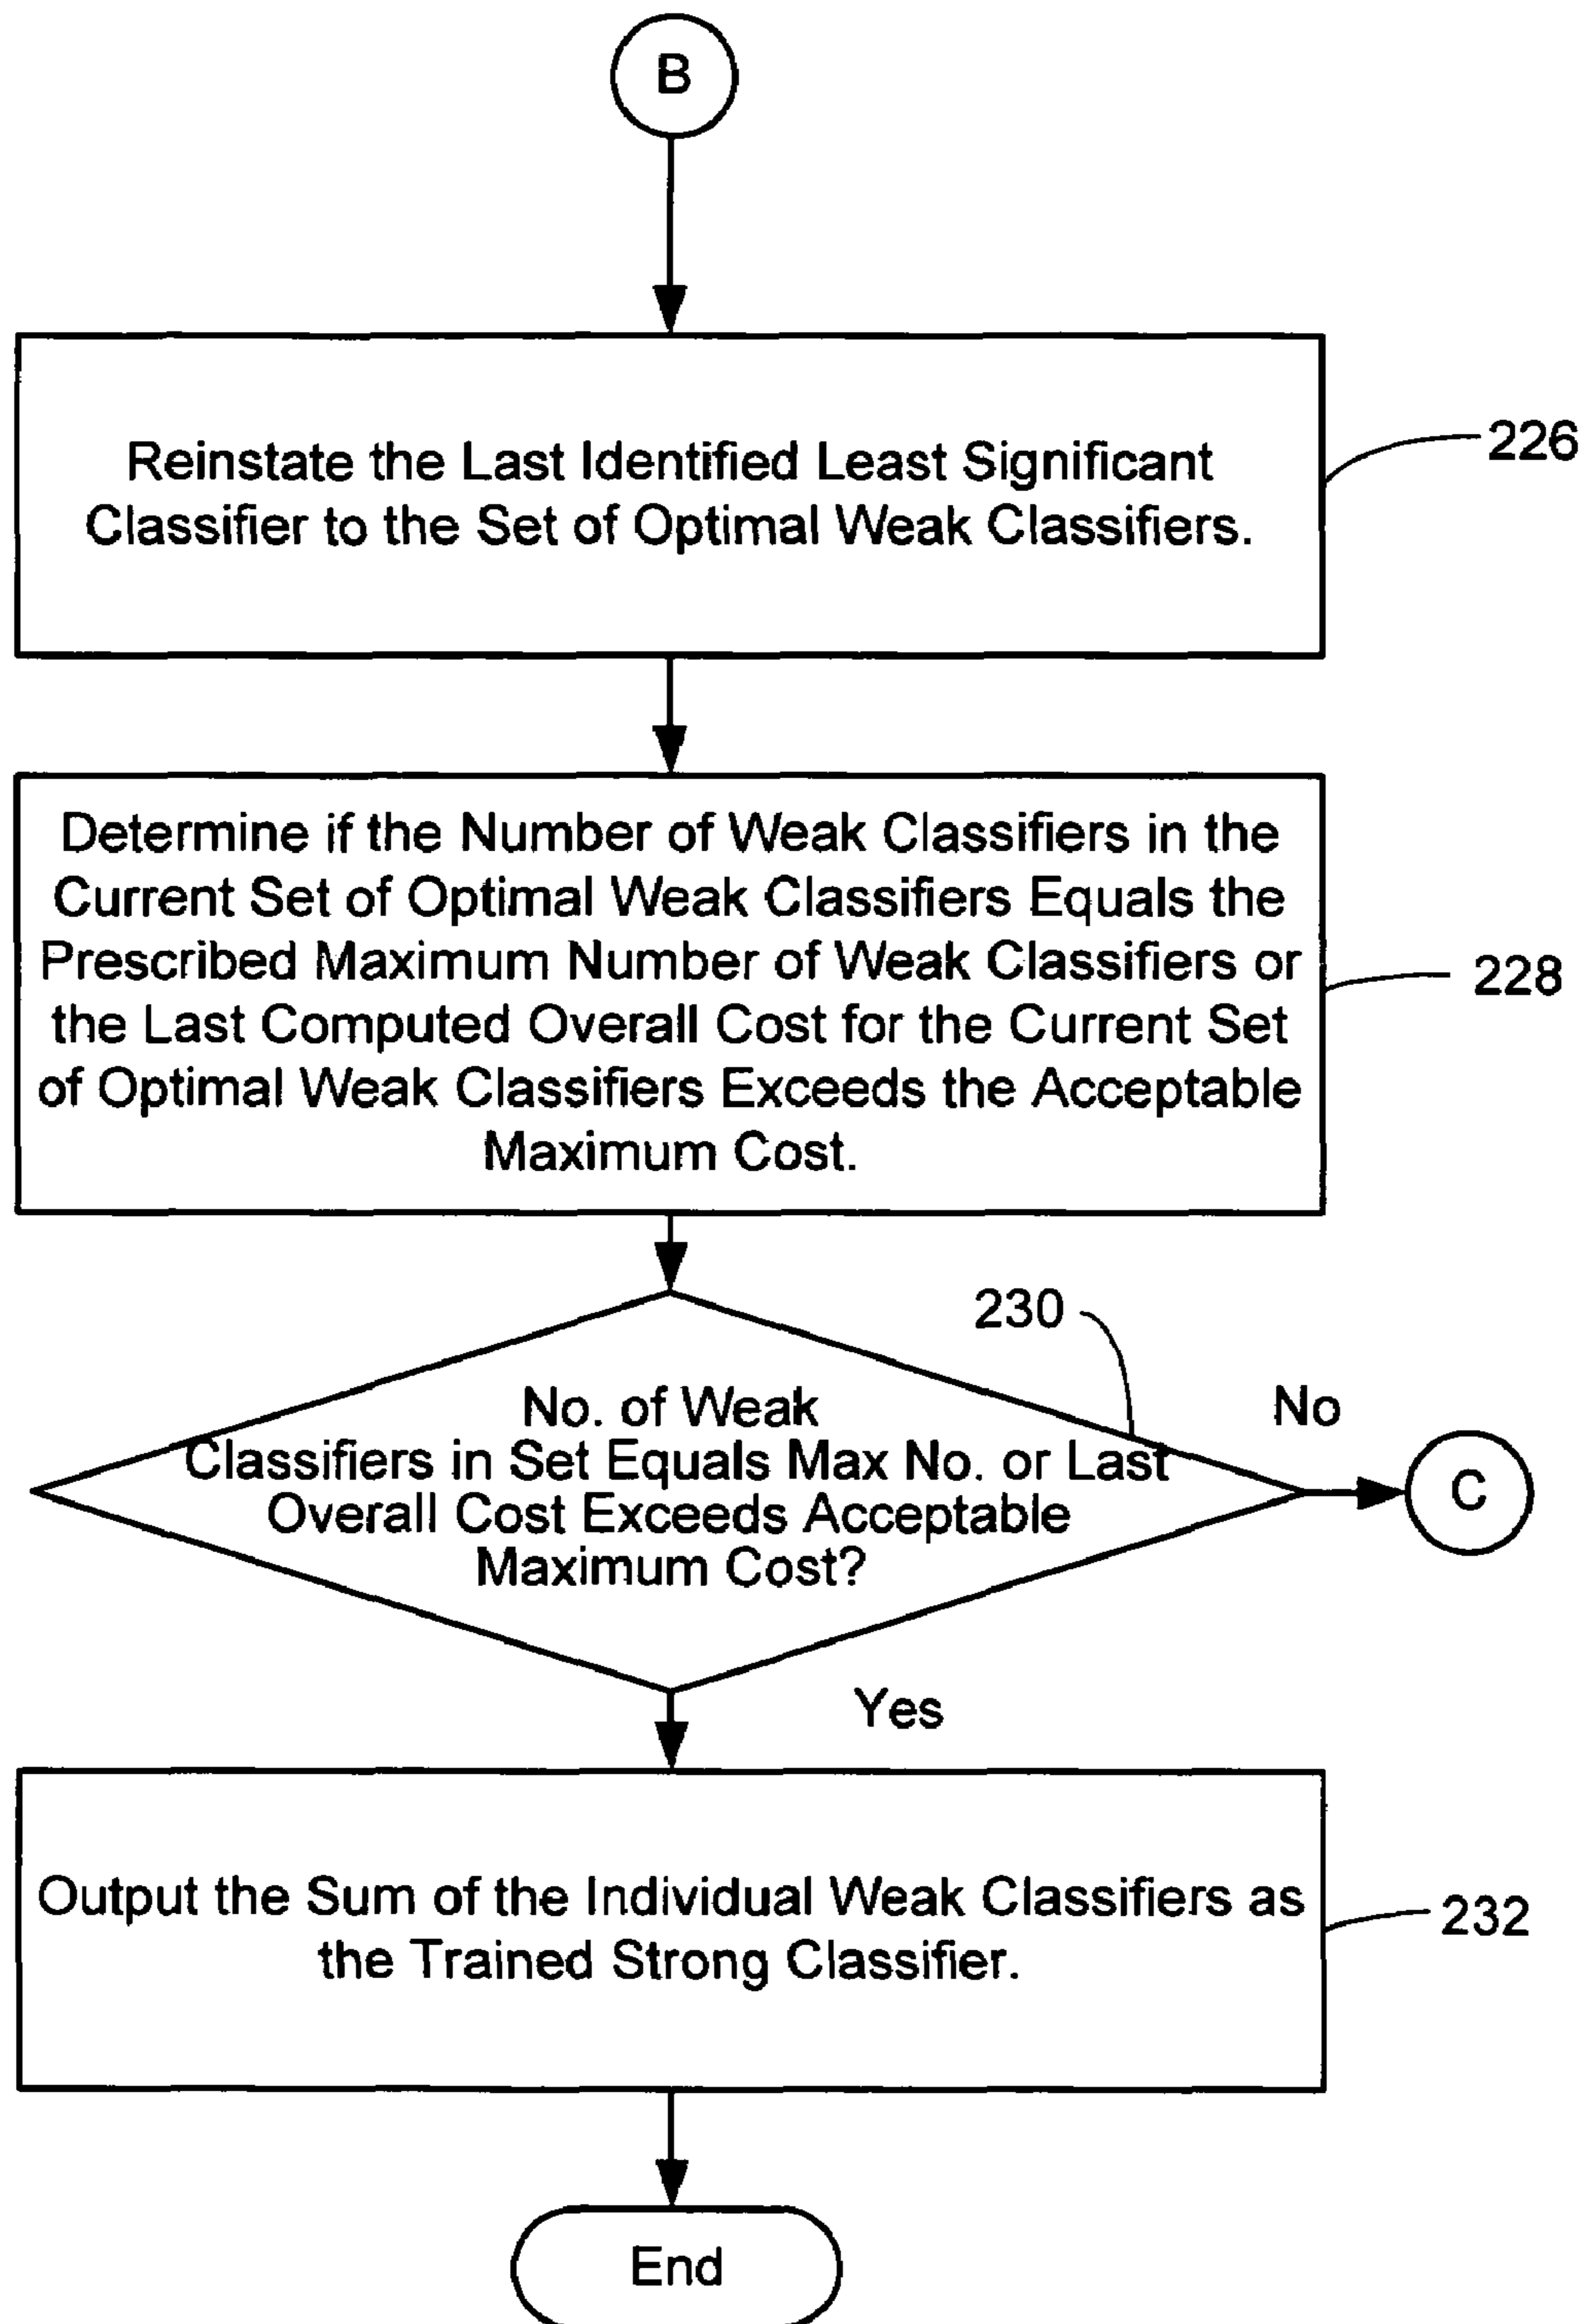 B
Reinstate the Last Identified Least Significant
Classifier to the Set of Optimal Weak Classifiers.
226
Determine if the Number of Weak Classifiers in the
Current Set of Optimal Weak Classifiers Equals the
Prescribed Maximum Number of Weak Classifiers or
the Last Computed Overall Cost for the Current Set
of Optimal Weak Classifiers Exceeds the Acceptable
Maximum Cost.
228
230
No. of Weak
Classifiers in Set Equals Max No. or Last
Overall Cost Exceeds Acceptable
Maximum Cost?
No
C
Yes
Output the Sum of the Individual Weak Classifiers as
the Trained Strong Classifier.
232
End